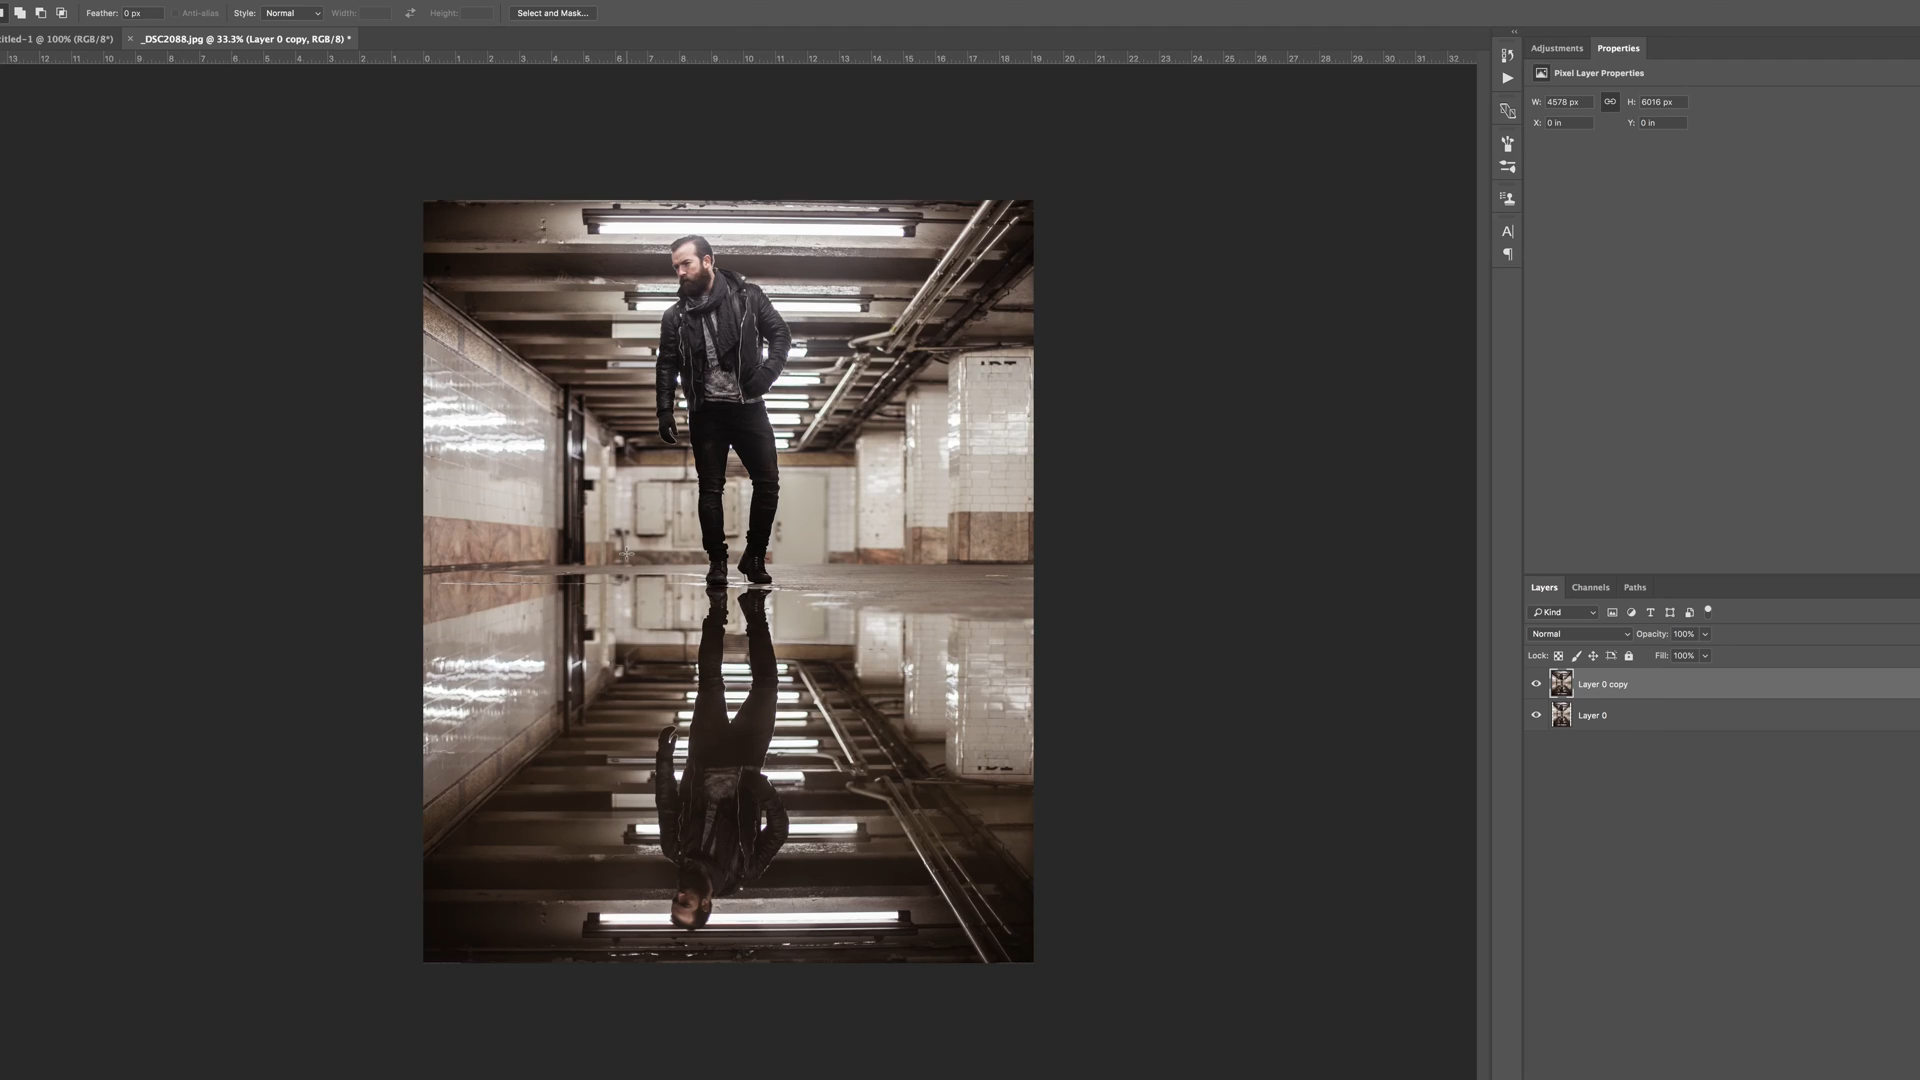 Feather: 0 px Anti-alias Style: Normal Width: Height: Select and Mask...
titled-1 @ 100% (RGB/8*) × _DSC2088.jpg @ 33.3% (Layer 0 copy, RGB/8) *
13 12 11 10 9 8 7 6 5 4 3 2 1 0 1 2 3 4 5 6 7 8 9 10 11 12 13 14 15 16 17 18 19 20 21 22 23 24 25 26 27 28 29 30 31 32
Adjustments Properties
Pixel Layer Properties
W: 4578 px H: 6016 px
X: 0 in Y: 0 in
Layers Channels Paths
Kind
Normal Opacity: 100%
Lock: Fill: 100%
Layer 0 copy
Layer 0